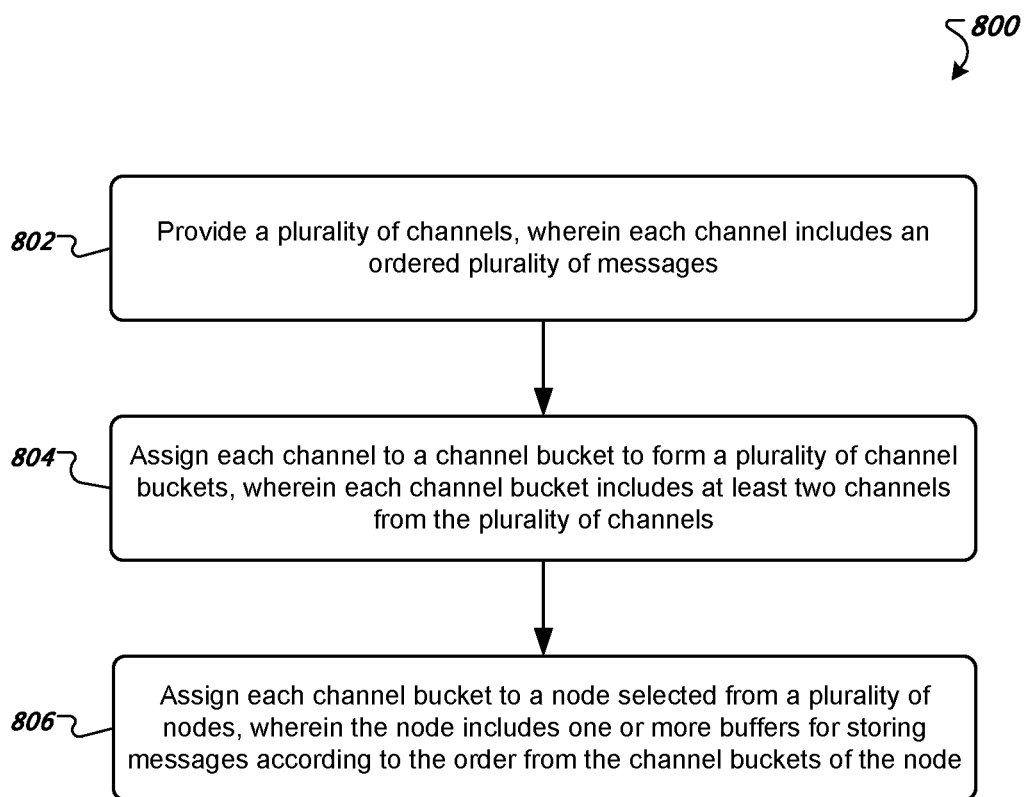 800
802
Provide a plurality of channels, wherein each channel includes an
ordered plurality of messages
804
Assign each channel to a channel bucket to form a plurality of channel
buckets, wherein each channel bucket includes at least two channels
from the plurality of channels
806
Assign each channel bucket to a node selected from a plurality of
nodes, wherein the node includes one or more buffers for storing
messages according to the order from the channel buckets of the node